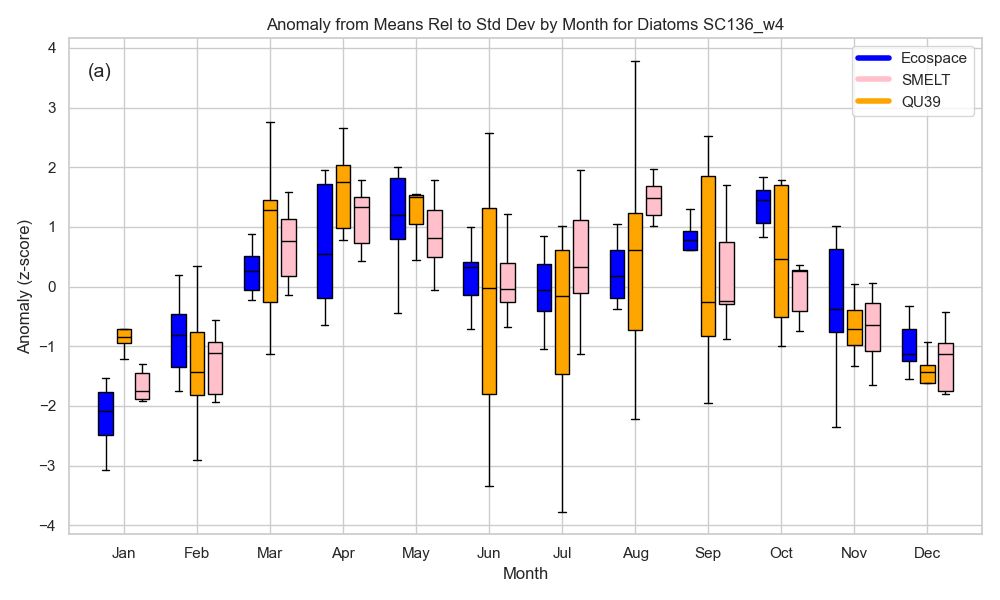 Anomaly from Means Rel to Std Dev by Month for Diatoms SC136_w4
(a)
Ecospace
SMELT
QU39
Anomaly (z-score)
4
3
2
1
0
−1
−2
−3
−4
Jan Feb Mar Apr May Jun Jul Aug Sep Oct Nov Dec
Month